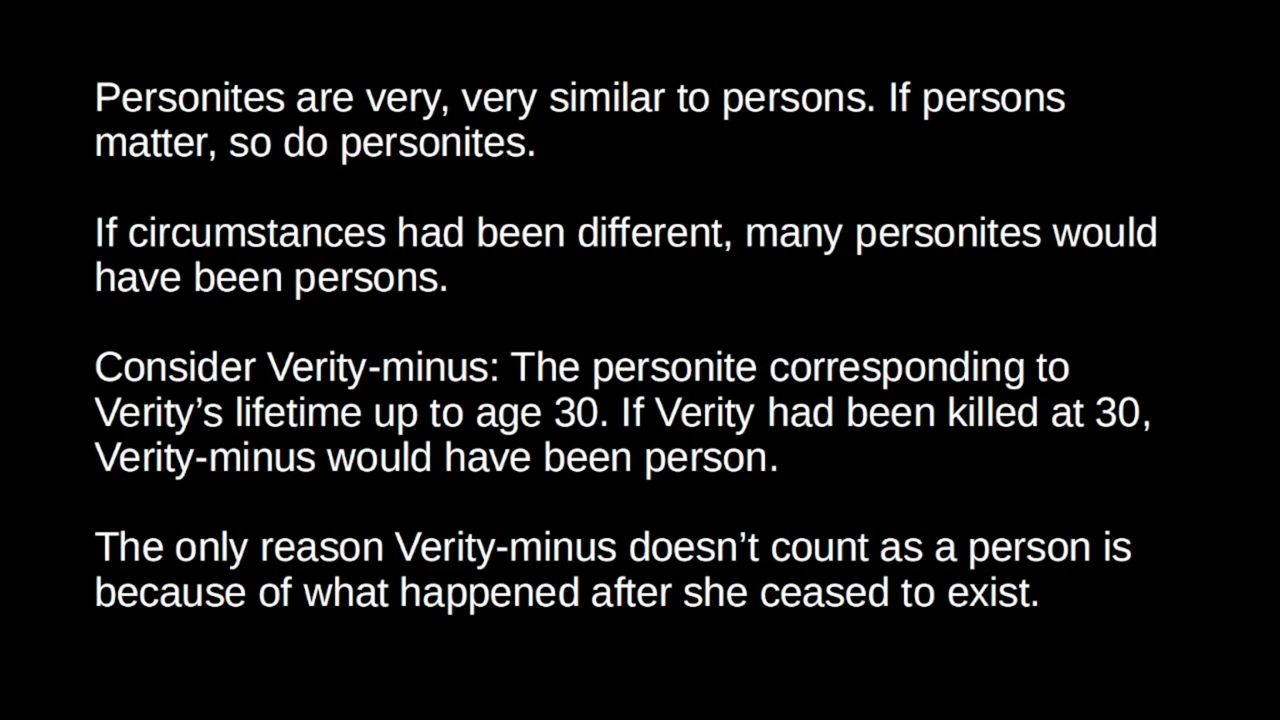 Personites are very, very similar to persons. If persons
matter, so do personites.
If circumstances had been different, many personites would
have been persons.
Consider Verity-minus: The personite corresponding to
Verity’s lifetime up to age 30. If Verity had been killed at 30,
Verity-minus would have been person.
The only reason Verity-minus doesn’t count as a person is
because of what happened after she ceased to exist.